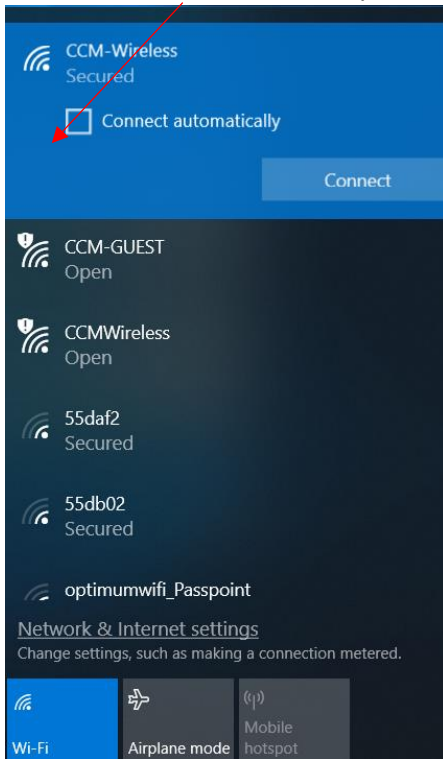 CCM-Wireless
Secured
Connect automatically
Connect
CCM-GUEST
Open
CCMWireless
Open
55daf2
Secured
55db02
Secured
optimumwifi_Passpoint
Network & Internet settings
Change settings, such as making a connection metered.
Wi-Fi
Airplane mode
Mobile
hotspot